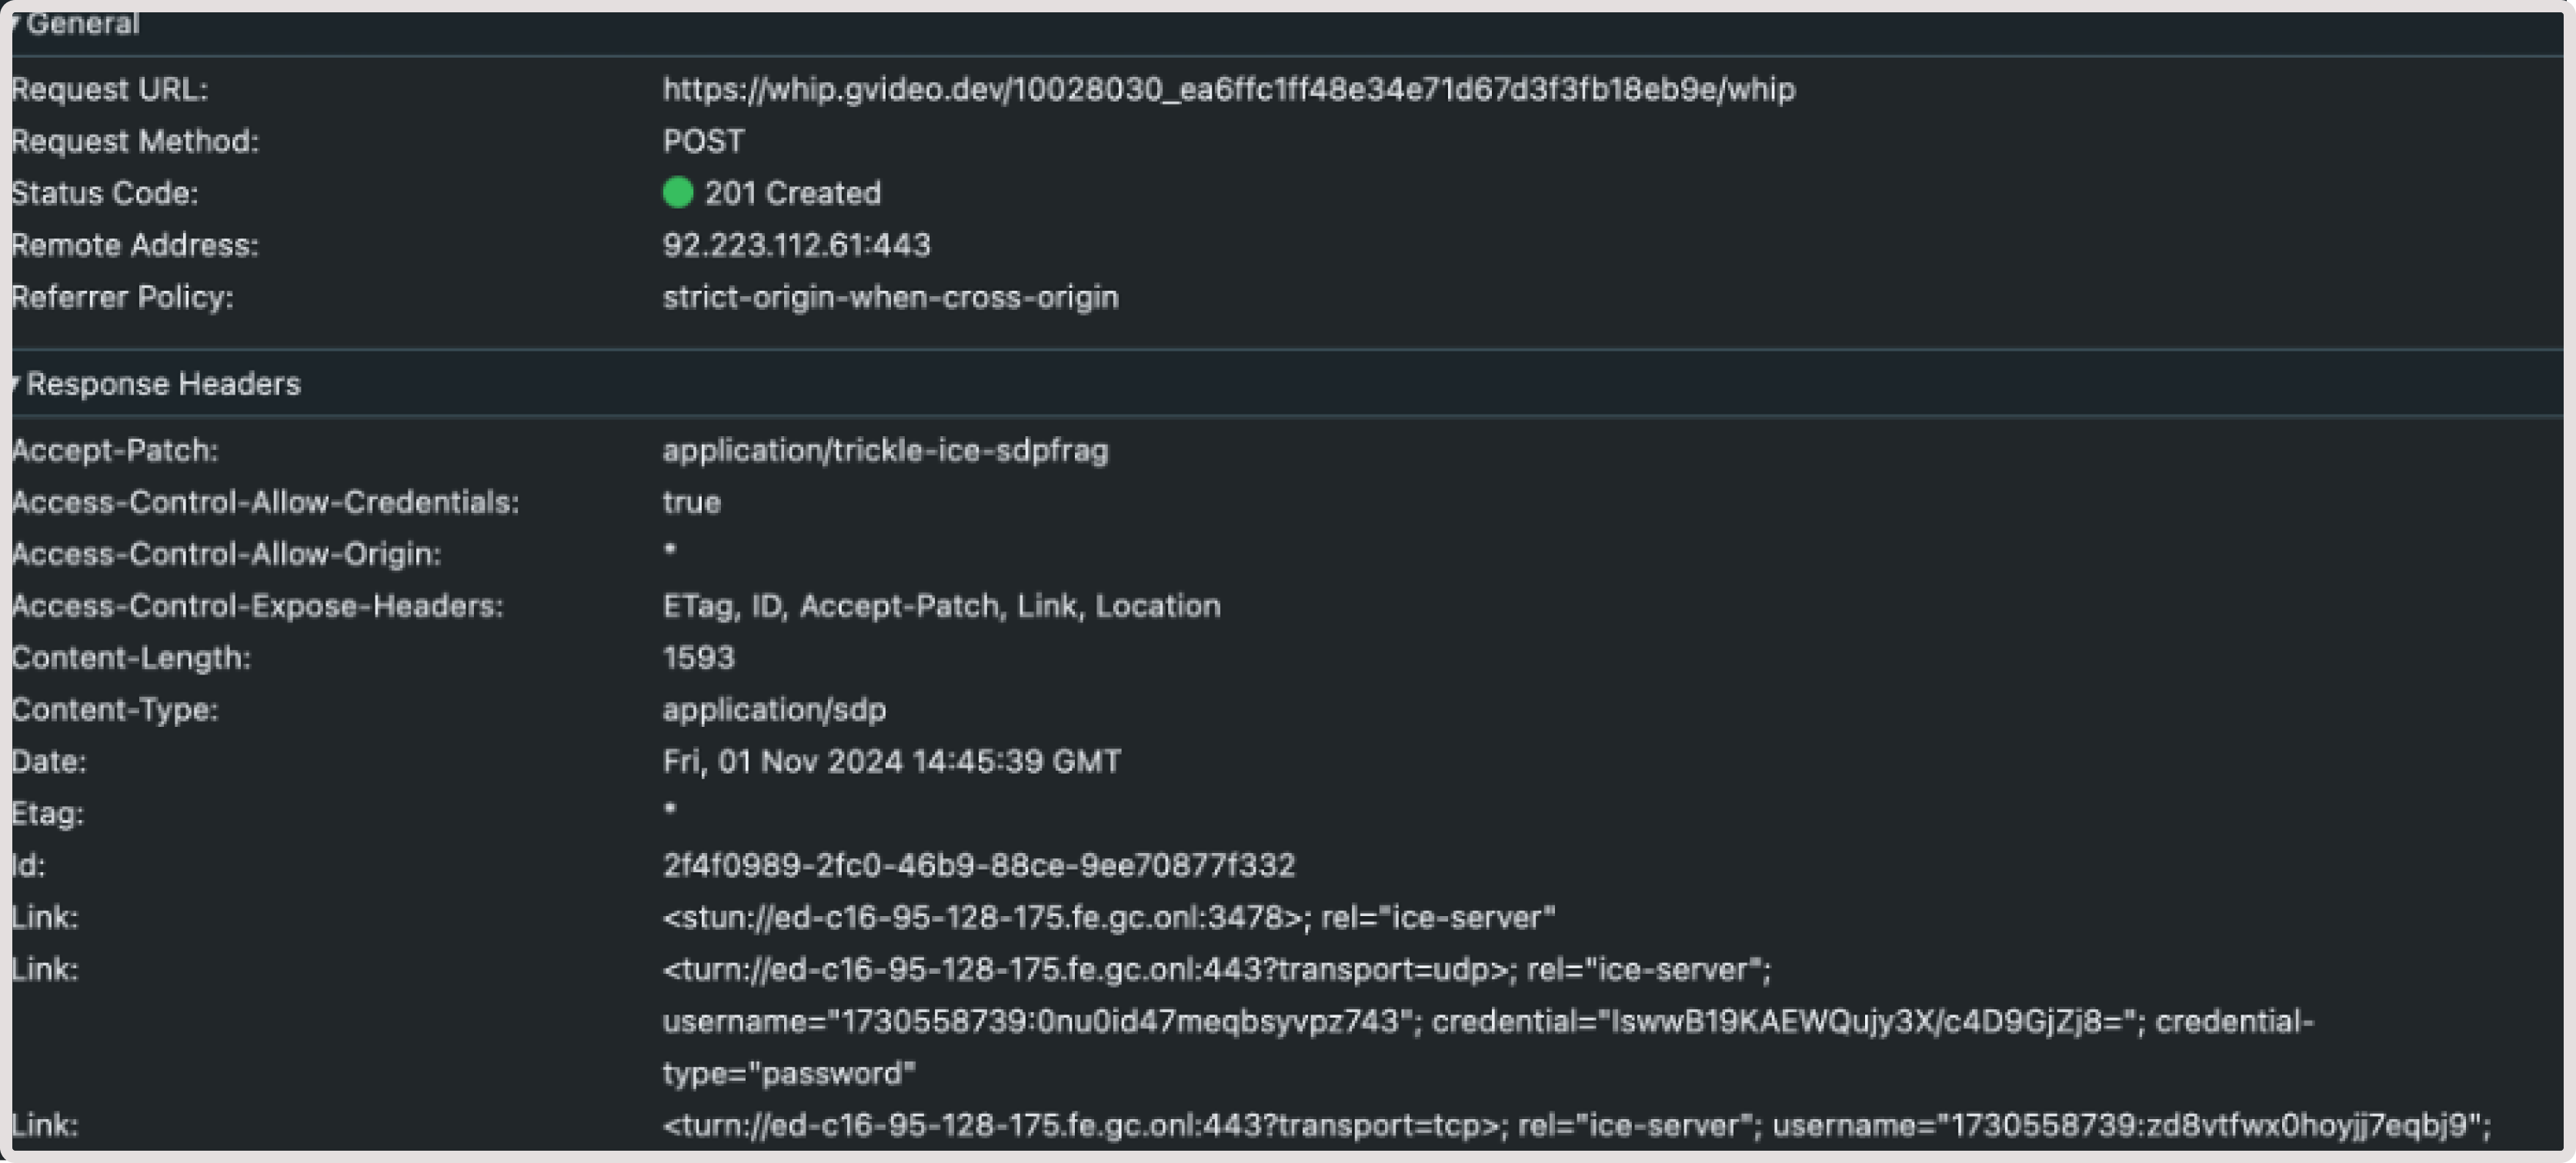 General
Request URL: https://whip.gvideo.dev/10028030_ea6ffc1ff48e34e71d67d3f3fb18eb9e/whip
Request Method: POST
Status Code: 201 Created
Remote Address: 92.223.112.61:443
Referrer Policy: strict-origin-when-cross-origin
Response Headers
Accept-Patch: application/trickle-ice-sdpfrag
Access-Control-Allow-Credentials: true
Access-Control-Allow-Origin: *
Access-Control-Expose-Headers: ETag, ID, Accept-Patch, Link, Location
Content-Length: 1593
Content-Type: application/sdp
Date: Fri, 01 Nov 2024 14:45:39 GMT
Etag: *
Id: 2f4f0989-2fc0-46b9-88ce-9ee70877f332
Link: <stun://ed-c16-95-128-175.fe.gc.onl:3478>; rel="ice-server"
Link: <turn://ed-c16-95-128-175.fe.gc.onl:443?transport=udp>; rel="ice-server";
username="1730558739:0nu0id47meqbsyvpz743"; credential="IswwB19KAEWQujy3X/c4D9GjZj8="; credential-
type="password"
Link: <turn://ed-c16-95-128-175.fe.gc.onl:443?transport=tcp>; rel="ice-server"; username="1730558739:zd8vtfwx0hoyjj7eqbj9";